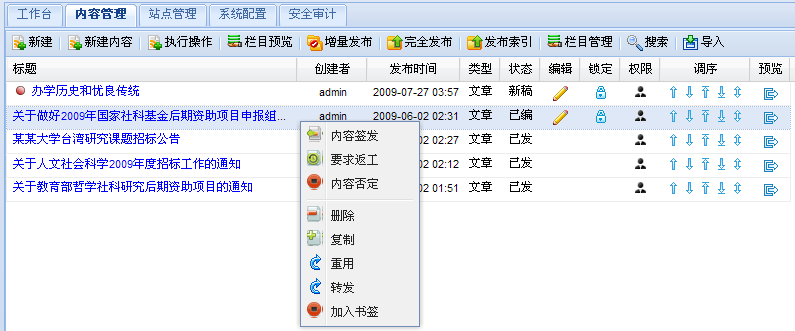 工作台 内容管理 站点管理 系统配置 安全审计
新建 新建内容 执行操作 栏目预览 增量发布 完全发布 发布索引 栏目管理 搜索 导入
标题 创建者 发布时间 类型 状态 编辑 锁定 权限 调序 预览
办学历史和优良传统 admin 2009-07-27 03:57 文章 新稿
关于做好2009年国家社科基金后期资助项目申报组... admin 2009-06-02 02:31 文章 已编
某某大学台湾研究课题招标公告 02 02:27 文章 已发
关于人文社会科学2009年度招标工作的通知 02 02:12 文章 已发
关于教育部哲学社科研究后期资助项目的通知 02 01:51 文章 已发
内容签发
要求返工
内容否定
删除
复制
重用
转发
加入书签